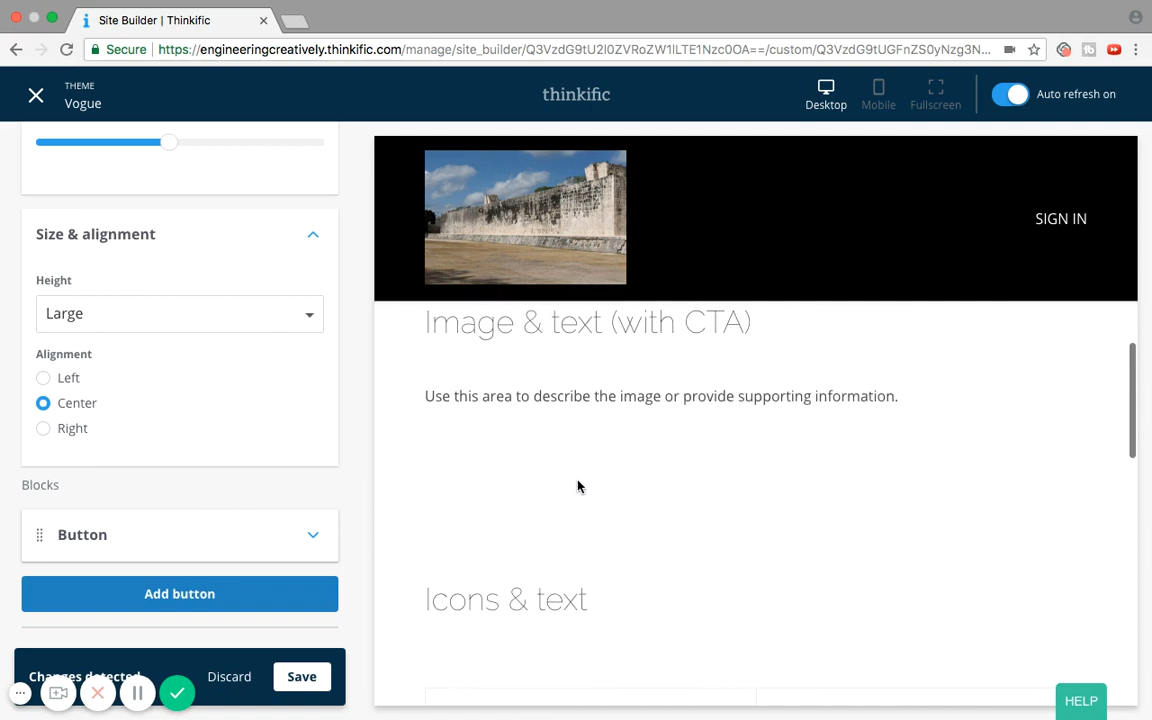 Site Builder | Thinkific
Secure
https://engineeringcreatively.thinkific.com/manage/site_builder/Q3VzdG9tU2l0ZVRoZW1lLTE1Nzc0OA==/custom/Q3VzdG9tUGFnZS0yNzg3N...
THEME
Vogue
thinkific
Desktop
Mobile
Fullscreen
Auto refresh on
Size & alignment
Height
Large
Alignment
Left
Center
Right
Blocks
Button
Add button
Changes detected
Discard
Save
SIGN IN
Image & text (with CTA)
Use this area to describe the image or provide supporting information.
Icons & text
HELP